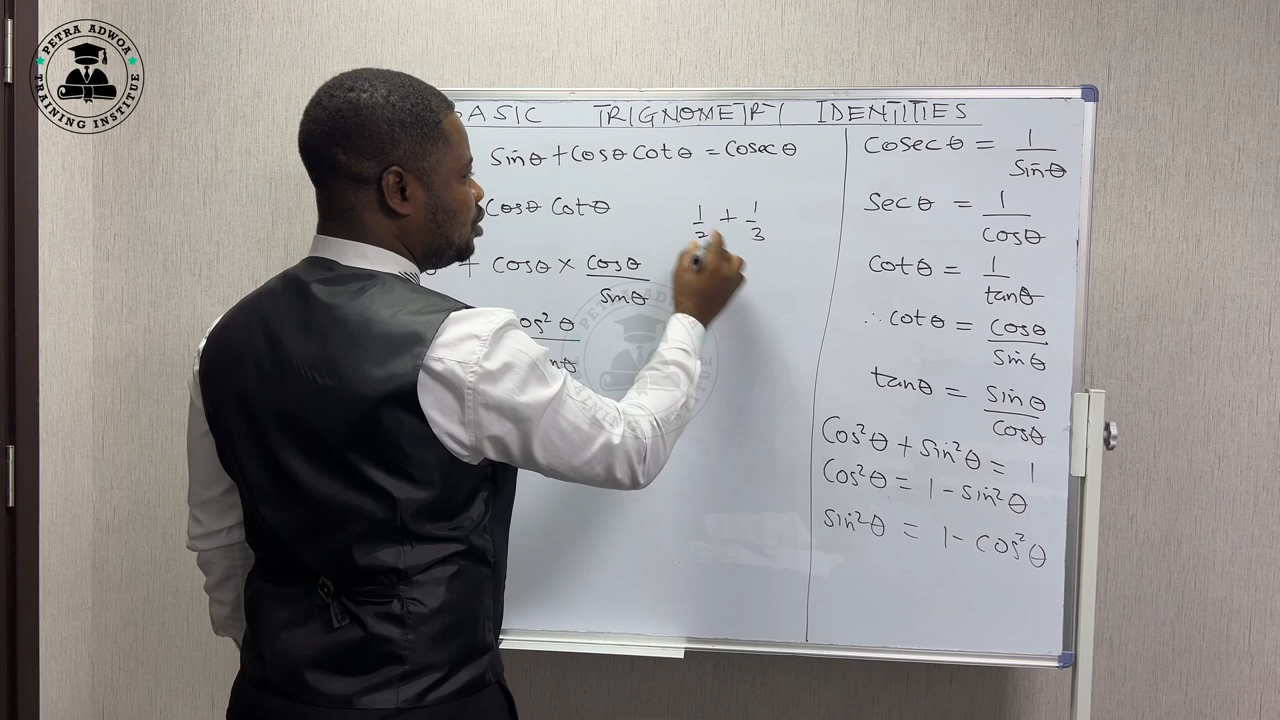 PETRA ADWOA
TRAINING INSTITUE
BASIC TRIGNOMETRY IDENTITIES
Sinθ + Cosθ Cotθ = Cosecθ
Cosθ Cotθ
+ Cosθ × Cosθ/Sinθ
1/2 + 1/3
Cosecθ = 1/Sinθ
Secθ = 1/Cosθ
Cotθ = 1/tanθ
∴ Cotθ = Cosθ/Sinθ
tanθ = Sinθ/Cosθ
Cos²θ + Sin²θ = 1
Cos²θ = 1 - Sin²θ
Sin²θ = 1 - Cos²θ